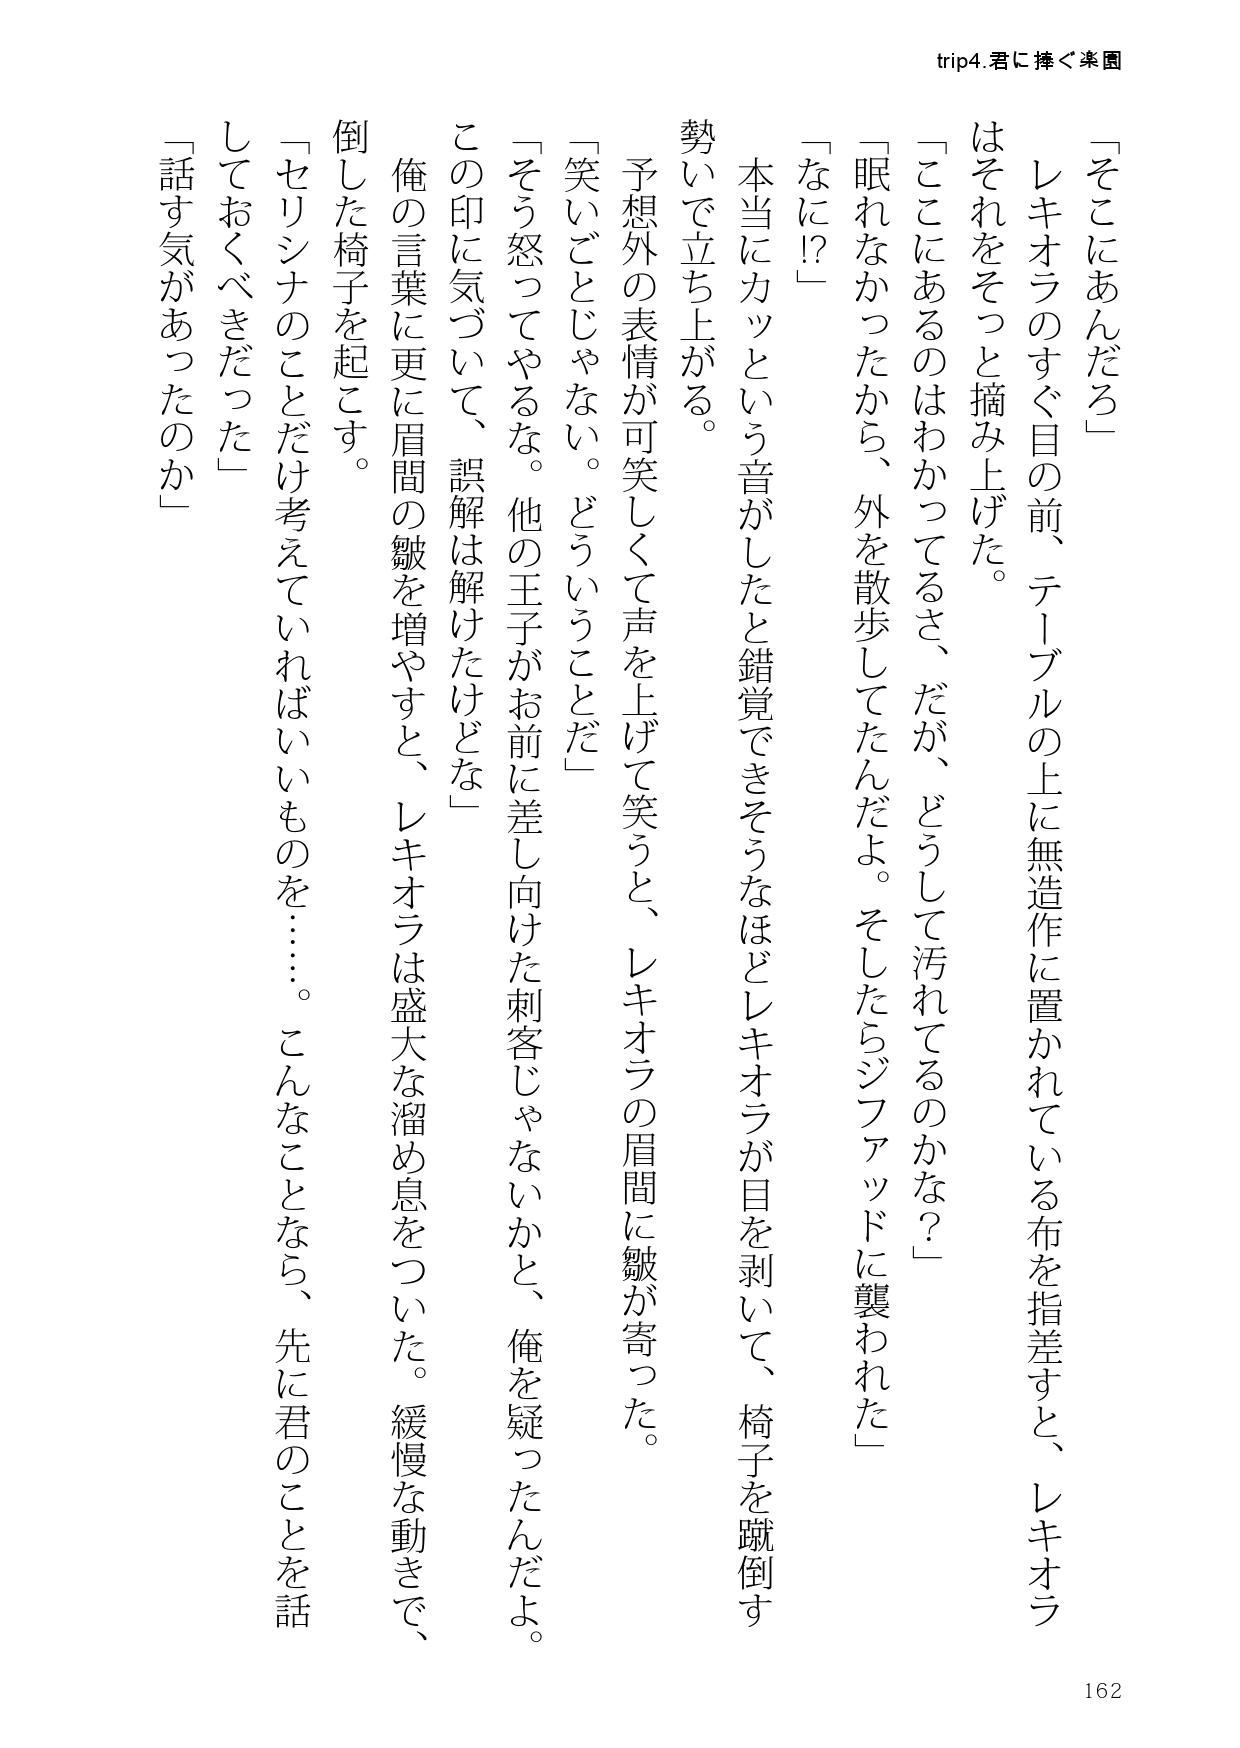 trip4.君に捧ぐ楽園
「そこにあんだろ」
　レキオラのすぐ目の前、テーブルの上に無造作に置かれている布を指差すと、レキオラ
はそれをそっと摘み上げた。
「ここにあるのはわかってるさ、だが、どうして汚れてるのかな？」
「眠れなかったから、外を散歩してたんだよ。そしたらジファッドに襲われた」
「なに!?」
　本当にカッという音がしたと錯覚できそうなほどレキオラが目を剥いて、椅子を蹴倒す
勢いで立ち上がる。
　予想外の表情が可笑しくて声を上げて笑うと、レキオラの眉間に皺が寄った。
「笑いごとじゃない。どういうことだ」
「そう怒ってやるな。他の王子がお前に差し向けた刺客じゃないかと、俺を疑ったんだよ。
この印に気づいて、誤解は解けたけどな」
　俺の言葉に更に眉間の皺を増やすと、レキオラは盛大な溜め息をついた。緩慢な動きで、
倒した椅子を起こす。
「セリシナのことだけ考えていればいいものを……。こんなことなら、先に君のことを話
しておくべきだった」
「話す気があったのか」
162